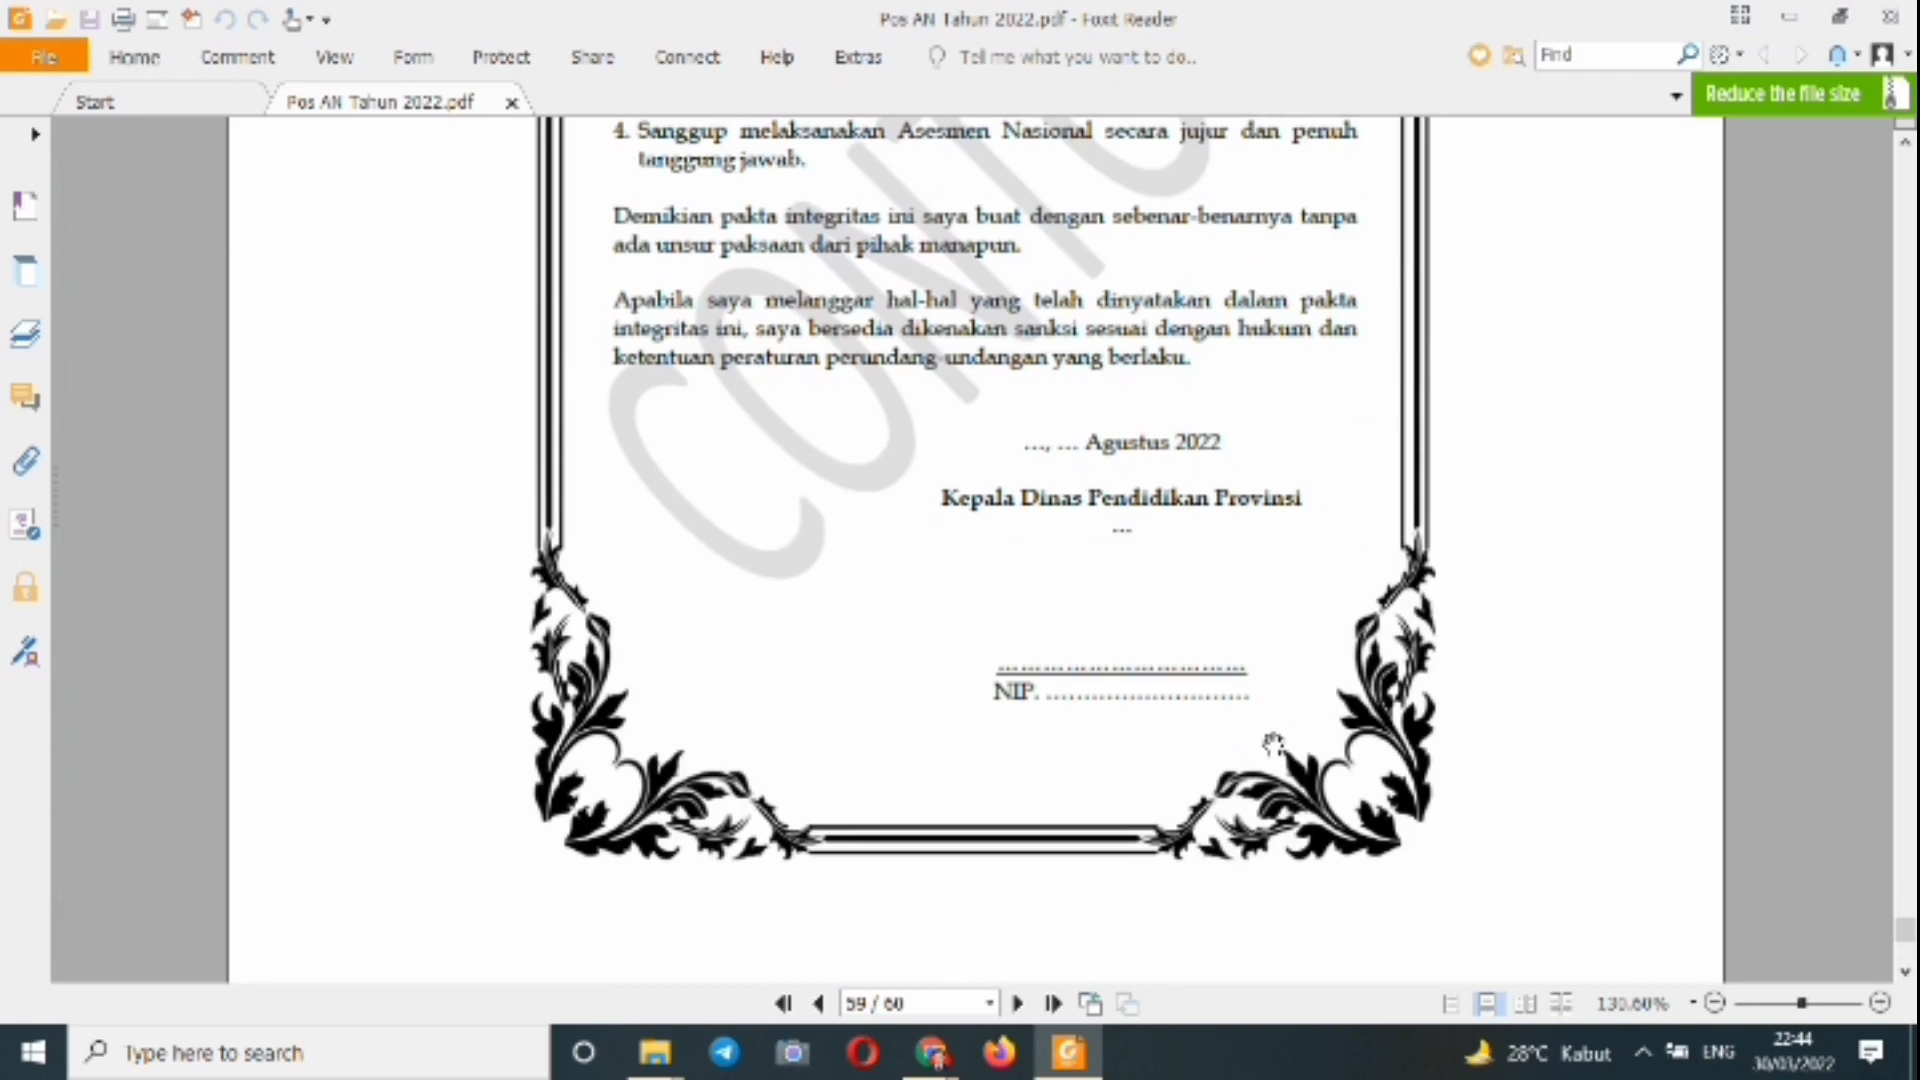 Pos AN Tahun 2022.pdf - Foxit Reader
File Home Comment View Form Protect Share Connect Help Extras Tell me what you want to do.. Find
Start Pos AN Tahun 2022.pdf Reduce the file size
4. Sanggup melaksanakan Asesmen Nasional secara jujur dan penuh
tanggung jawab.
Demikian pakta integritas ini saya buat dengan sebenar-benarnya tanpa
ada unsur paksaan dari pihak manapun.
Apabila saya melanggar hal-hal yang telah dinyatakan dalam pakta
integritas ini, saya bersedia dikenakan sanksi sesuai dengan hukum dan
ketentuan peraturan perundang-undangan yang berlaku.
..., ... Agustus 2022
Kepala Dinas Pendidikan Provinsi
...
................................
NIP. ...........................
CONTO
59 / 60 130.60%
Type here to search 28°C Kabut ENG 22:44
30/03/2022